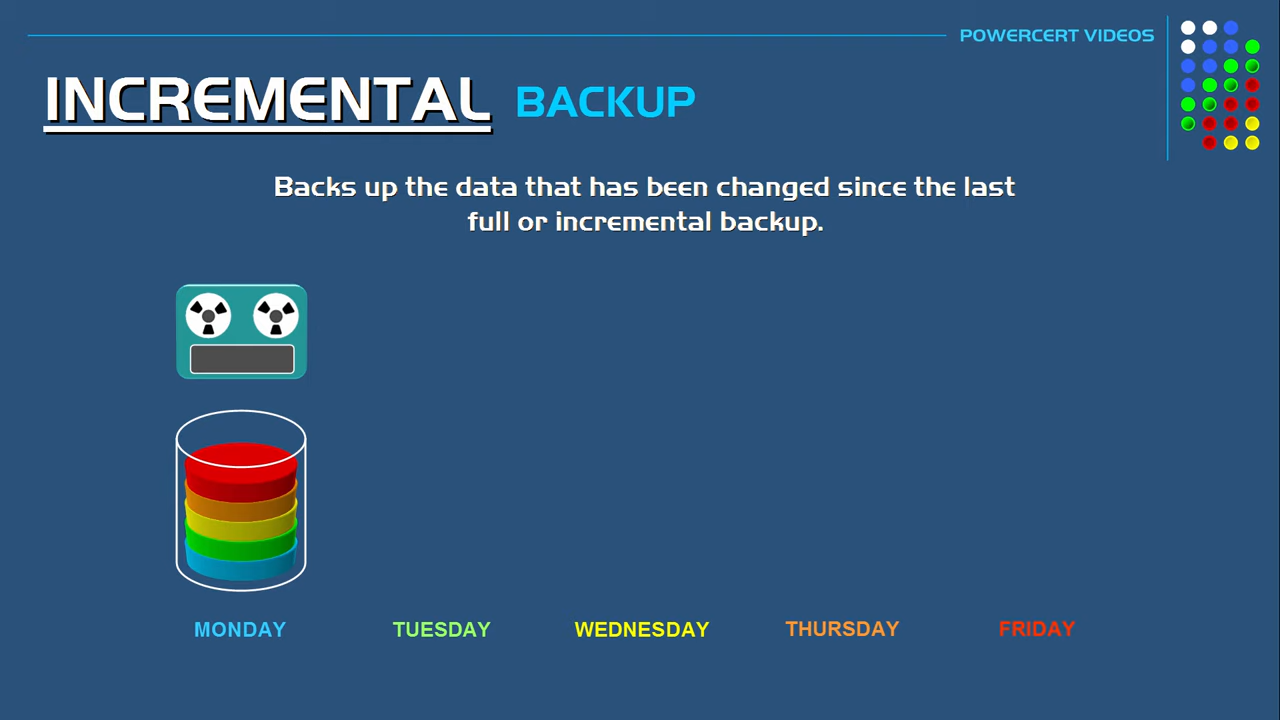 POWERCERT VIDEOS
INCREMENTAL BACKUP
Backs up the data that has been changed since the last
full or incremental backup.
MONDAY TUESDAY WEDNESDAY THURSDAY FRIDAY